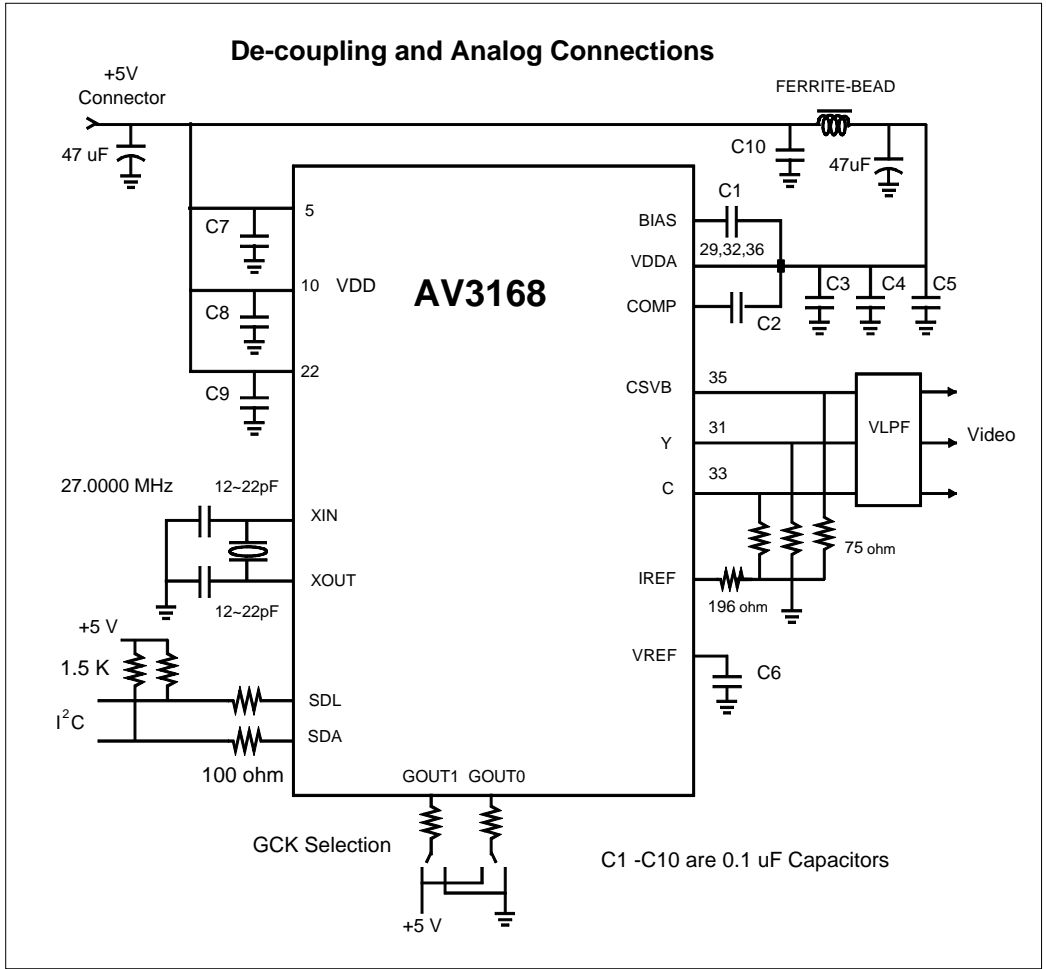 De-coupling and Analog Connections
+5V
Connector
FERRITE-BEAD
47 uF
C10
47uF
C7
5
C1
BIAS
29,32,36
VDDA
10
VDD
AV3168
C3
C4
C5
COMP
C8
C2
22
C9
CSVB
35
VLPF
Y
31
Video
C
33
27.0000 MHz
12~22pF
XIN
75 ohm
XOUT
IREF
12~22pF
196 ohm
+5 V
VREF
1.5 K
C6
SDL
I²C
SDA
100 ohm
GOUT1
GOUT0
GCK Selection
C1 -C10 are 0.1 uF Capacitors
+5 V